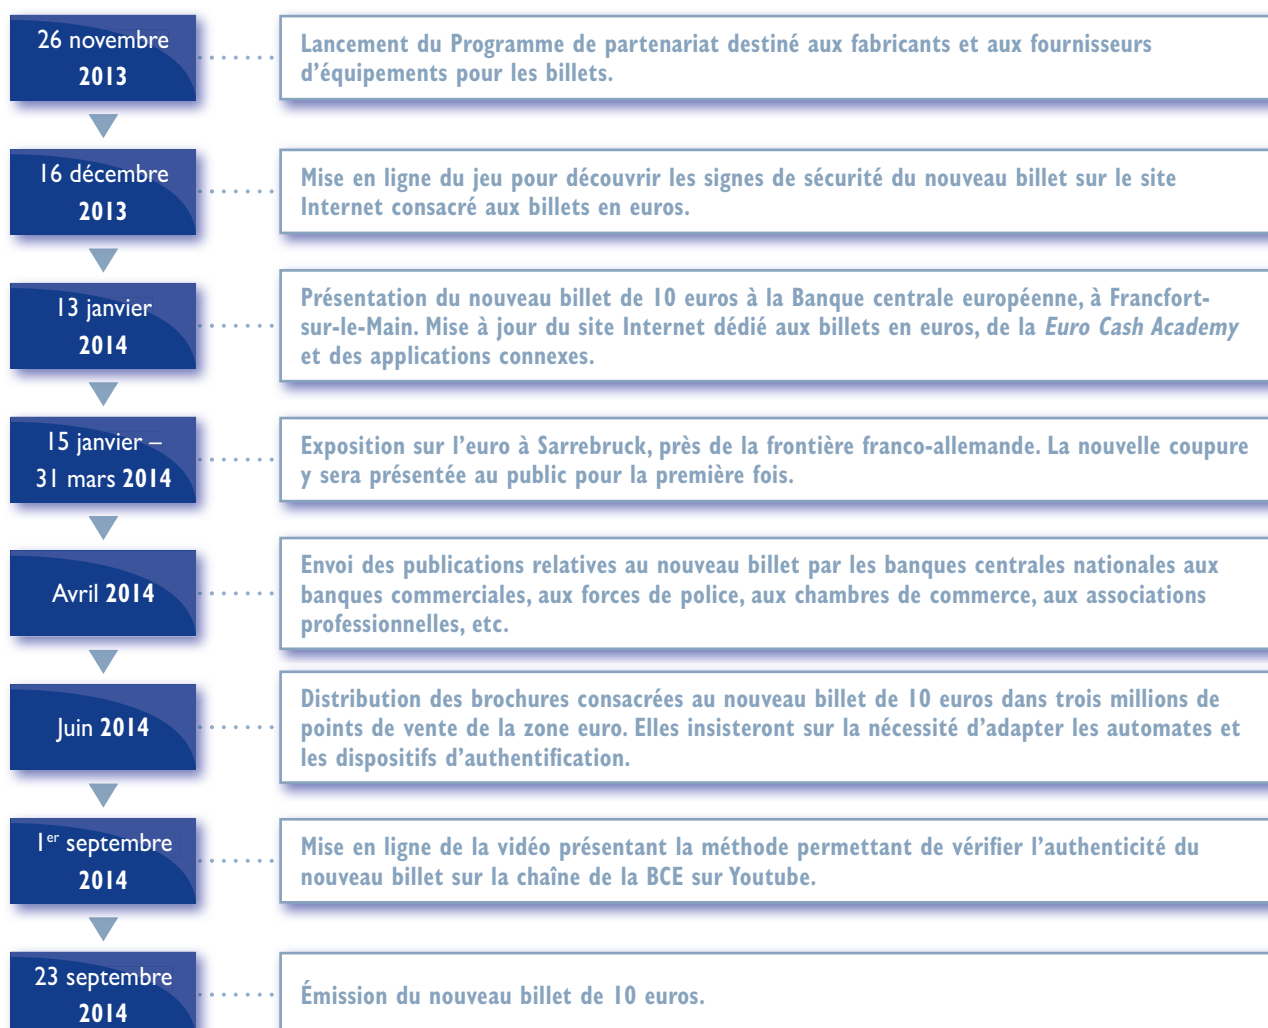 26 novembre
2013
Lancement du Programme de partenariat destiné aux fabricants et aux fournisseurs
d’équipements pour les billets.
16 décembre
2013
Mise en ligne du jeu pour découvrir les signes de sécurité du nouveau billet sur le site
Internet consacré aux billets en euros.
13 janvier
2014
Présentation du nouveau billet de 10 euros à la Banque centrale européenne, à Francfort-
sur-le-Main. Mise à jour du site Internet dédié aux billets en euros, de la Euro Cash Academy
et des applications connexes.
15 janvier –
31 mars 2014
Exposition sur l’euro à Sarrebruck, près de la frontière franco-allemande. La nouvelle coupure
y sera présentée au public pour la première fois.
Avril 2014
Envoi des publications relatives au nouveau billet par les banques centrales nationales aux
banques commerciales, aux forces de police, aux chambres de commerce, aux associations
professionnelles, etc.
Juin 2014
Distribution des brochures consacrées au nouveau billet de 10 euros dans trois millions de
points de vente de la zone euro. Elles insisteront sur la nécessité d’adapter les automates et
les dispositifs d’authentification.
1er septembre
2014
Mise en ligne de la vidéo présentant la méthode permettant de vérifier l’authenticité du
nouveau billet sur la chaîne de la BCE sur Youtube.
23 septembre
2014
Émission du nouveau billet de 10 euros.